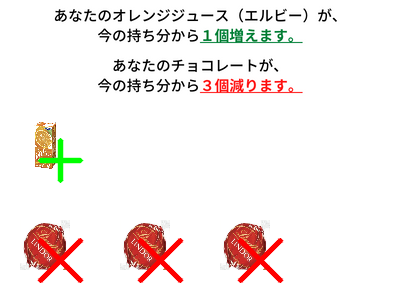 あなたのオレンジジュース（エルビー）が、
今の持ち分から１個増えます。
あなたのチョコレートが、
今の持ち分から３個減ります。
LINDOR
LINDOR
LINDOR